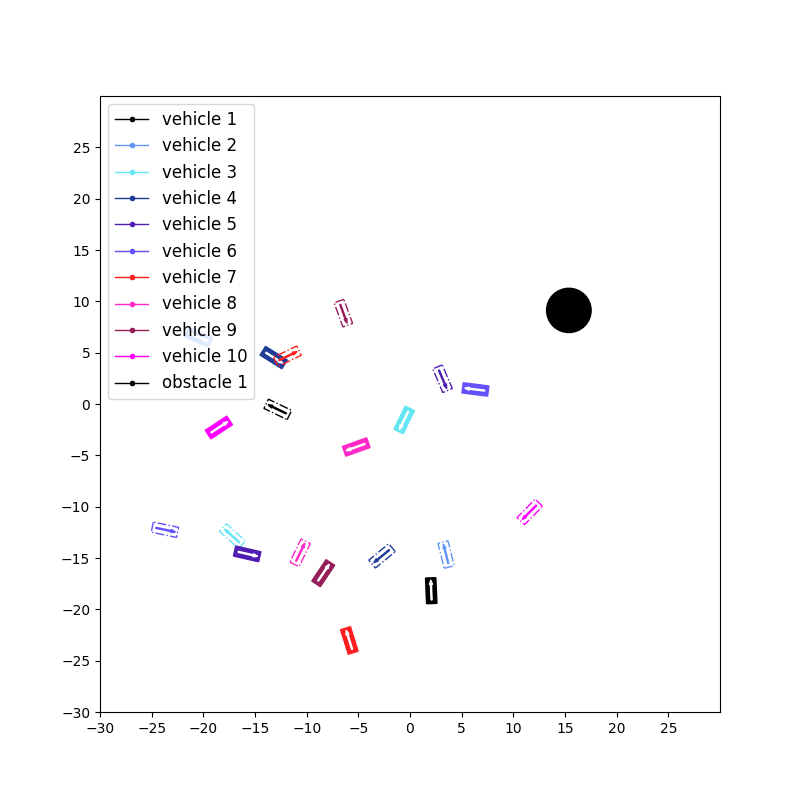 vehicle 1
vehicle 2
vehicle 3
vehicle 4
vehicle 5
vehicle 6
vehicle 7
vehicle 8
vehicle 9
vehicle 10
obstacle 1
25
20
15
10
5
0
−5
−10
−15
−20
−25
−30
−30 −25 −20 −15 −10 −5 0 5 10 15 20 25